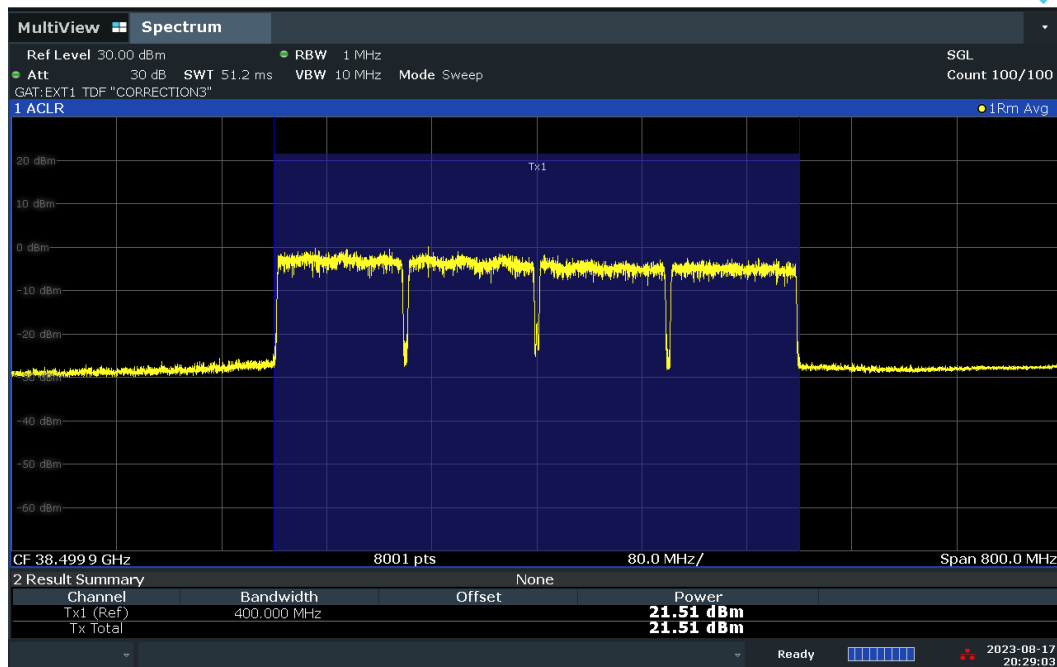 MultiView Spectrum
Ref Level 30.00 dBm RBW 1 MHz SGL
Att 30 dB SWT 51.2 ms VBW 10 MHz Mode Sweep Count 100/100
GAT:EXT1 TDF "CORRECTION3"
1 ACLR 1Rm Avg
Tx1
20 dBm
10 dBm
0 dBm
-10 dBm
-20 dBm
-30 dBm
-40 dBm
-50 dBm
-60 dBm
CF 38.4999 GHz 8001 pts 80.0 MHz/ Span 800.0 MHz
2 Result Summary None
Channel Bandwidth Offset Power
Tx1 (Ref) 400.000 MHz 21.51 dBm
Tx Total 21.51 dBm
Ready 2023-08-17
20:29:03